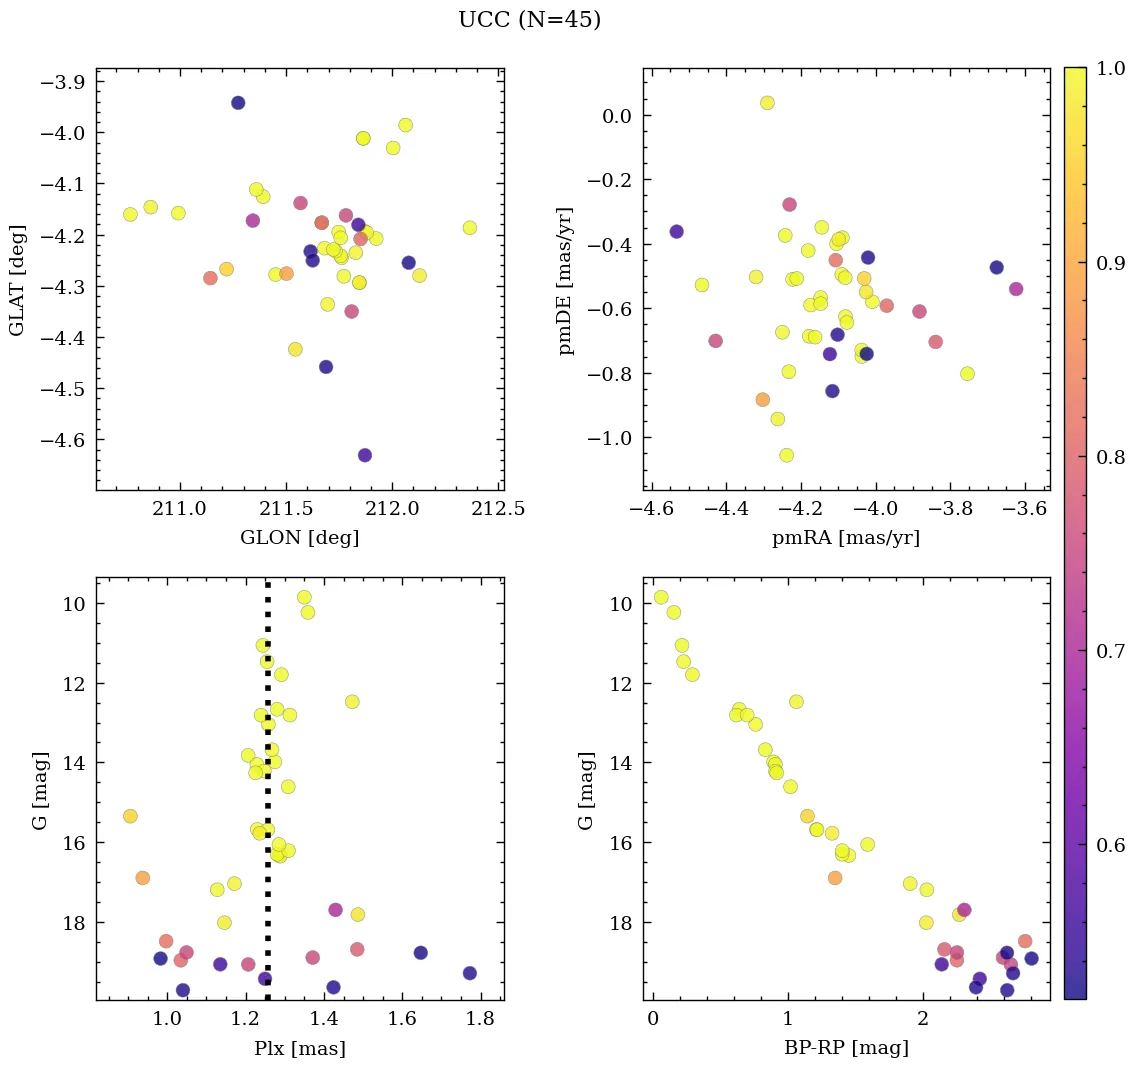 UCC (N=45)
−3.9
−4.0
−4.1
−4.2
−4.3
−4.4
−4.5
−4.6
GLAT [deg]
211.0 211.5 212.0 212.5
GLON [deg]
0.0
−0.2
−0.4
−0.6
−0.8
−1.0
pmDE [mas/yr]
−4.6 −4.4 −4.2 −4.0 −3.8 −3.6
pmRA [mas/yr]
1.0
0.9
0.8
0.7
0.6
10
12
14
16
18
G [mag]
1.0 1.2 1.4 1.6 1.8
Plx [mas]
10
12
14
16
18
G [mag]
0 1 2
BP-RP [mag]